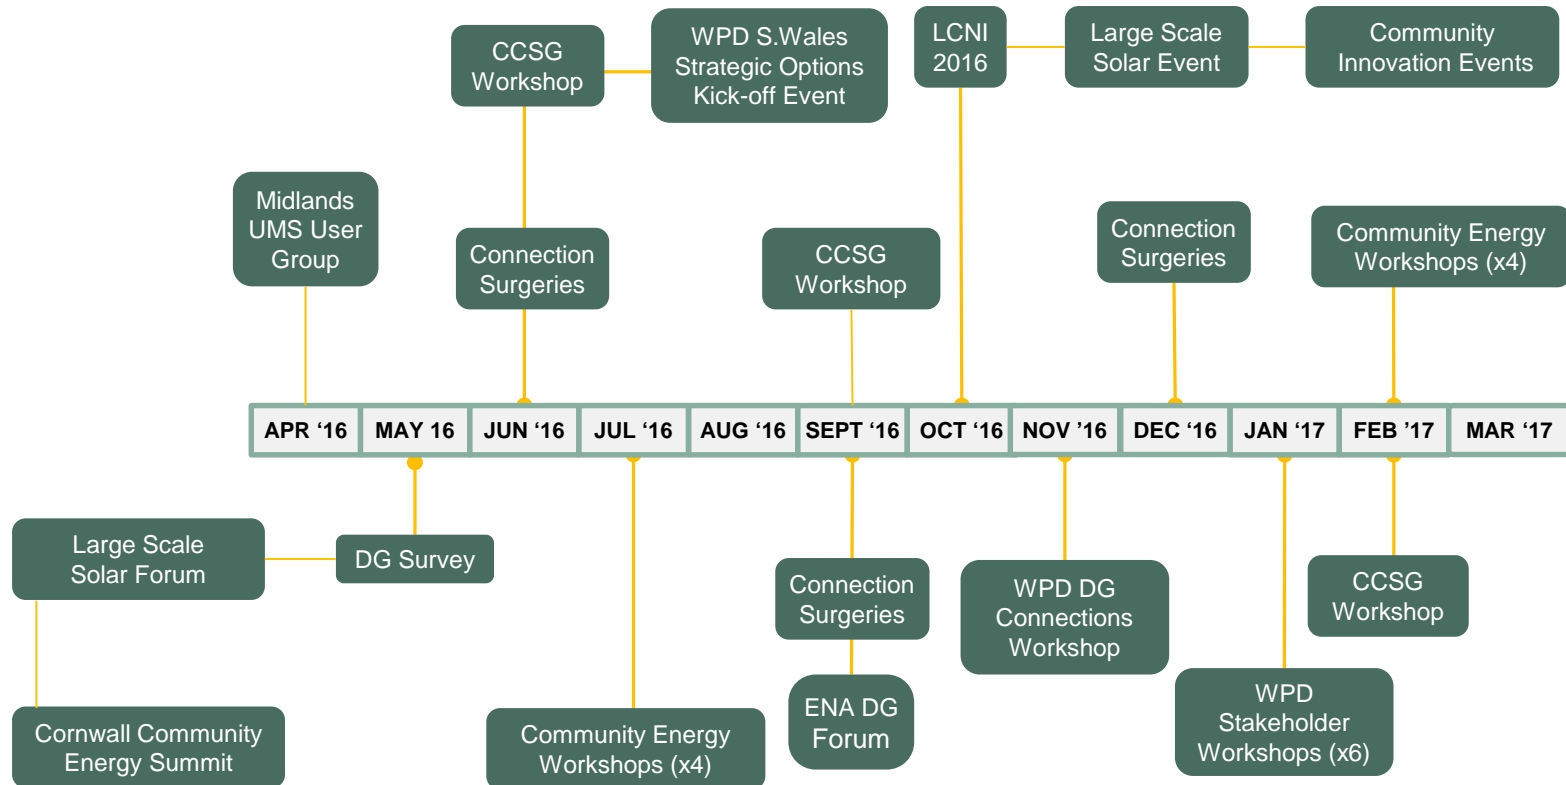 CCSG
Workshop
WPD S.Wales
Strategic Options
Kick-off Event
LCNI
2016
Large Scale
Solar Event
Community
Innovation Events
Midlands
UMS User
Group
Connection
Surgeries
CCSG
Workshop
Connection
Surgeries
Community Energy
Workshops (x4)
APR ‘16
MAY 16
JUN ‘16
JUL ‘16
AUG ‘16
SEPT ‘16
OCT ‘16
NOV ‘16
DEC ‘16
JAN ‘17
FEB ’17
MAR ‘17
Large Scale
Solar Forum
DG Survey
Connection
Surgeries
WPD DG
Connections
Workshop
CCSG
Workshop
Cornwall Community
Energy Summit
Community Energy
Workshops (x4)
ENA DG
Forum
WPD
Stakeholder
Workshops (x6)